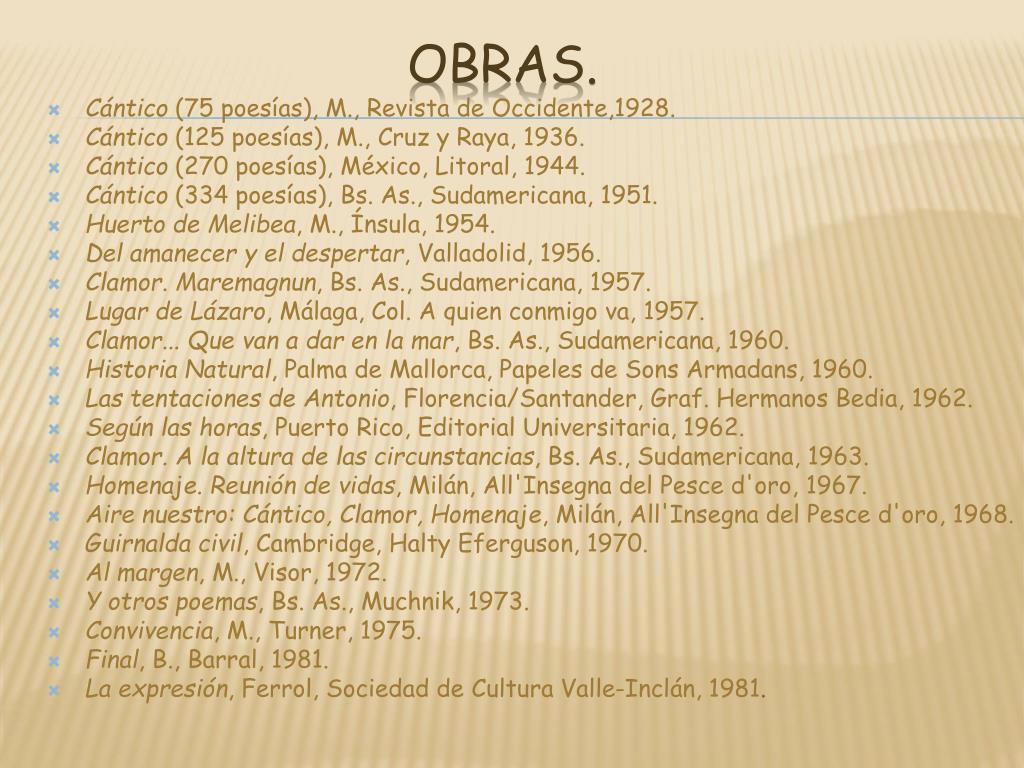 OBRAS.
Cántico (75 poesías), M., Revista de Occidente,1928.
Cántico (125 poesías), M., Cruz y Raya, 1936.
Cántico (270 poesías), México, Litoral, 1944.
Cántico (334 poesías), Bs. As., Sudamericana, 1951.
Huerto de Melibea, M., Ínsula, 1954.
Del amanecer y el despertar, Valladolid, 1956.
Clamor. Maremagnun, Bs. As., Sudamericana, 1957.
Lugar de Lázaro, Málaga, Col. A quien conmigo va, 1957.
Clamor... Que van a dar en la mar, Bs. As., Sudamericana, 1960.
Historia Natural, Palma de Mallorca, Papeles de Sons Armadans, 1960.
Las tentaciones de Antonio, Florencia/Santander, Graf. Hermanos Bedia, 1962.
Según las horas, Puerto Rico, Editorial Universitaria, 1962.
Clamor. A la altura de las circunstancias, Bs. As., Sudamericana, 1963.
Homenaje. Reunión de vidas, Milán, All'Insegna del Pesce d'oro, 1967.
Aire nuestro: Cántico, Clamor, Homenaje, Milán, All'Insegna del Pesce d'oro, 1968.
Guirnalda civil, Cambridge, Halty Eferguson, 1970.
Al margen, M., Visor, 1972.
Y otros poemas, Bs. As., Muchnik, 1973.
Convivencia, M., Turner, 1975.
Final, B., Barral, 1981.
La expresión, Ferrol, Sociedad de Cultura Valle-Inclán, 1981.